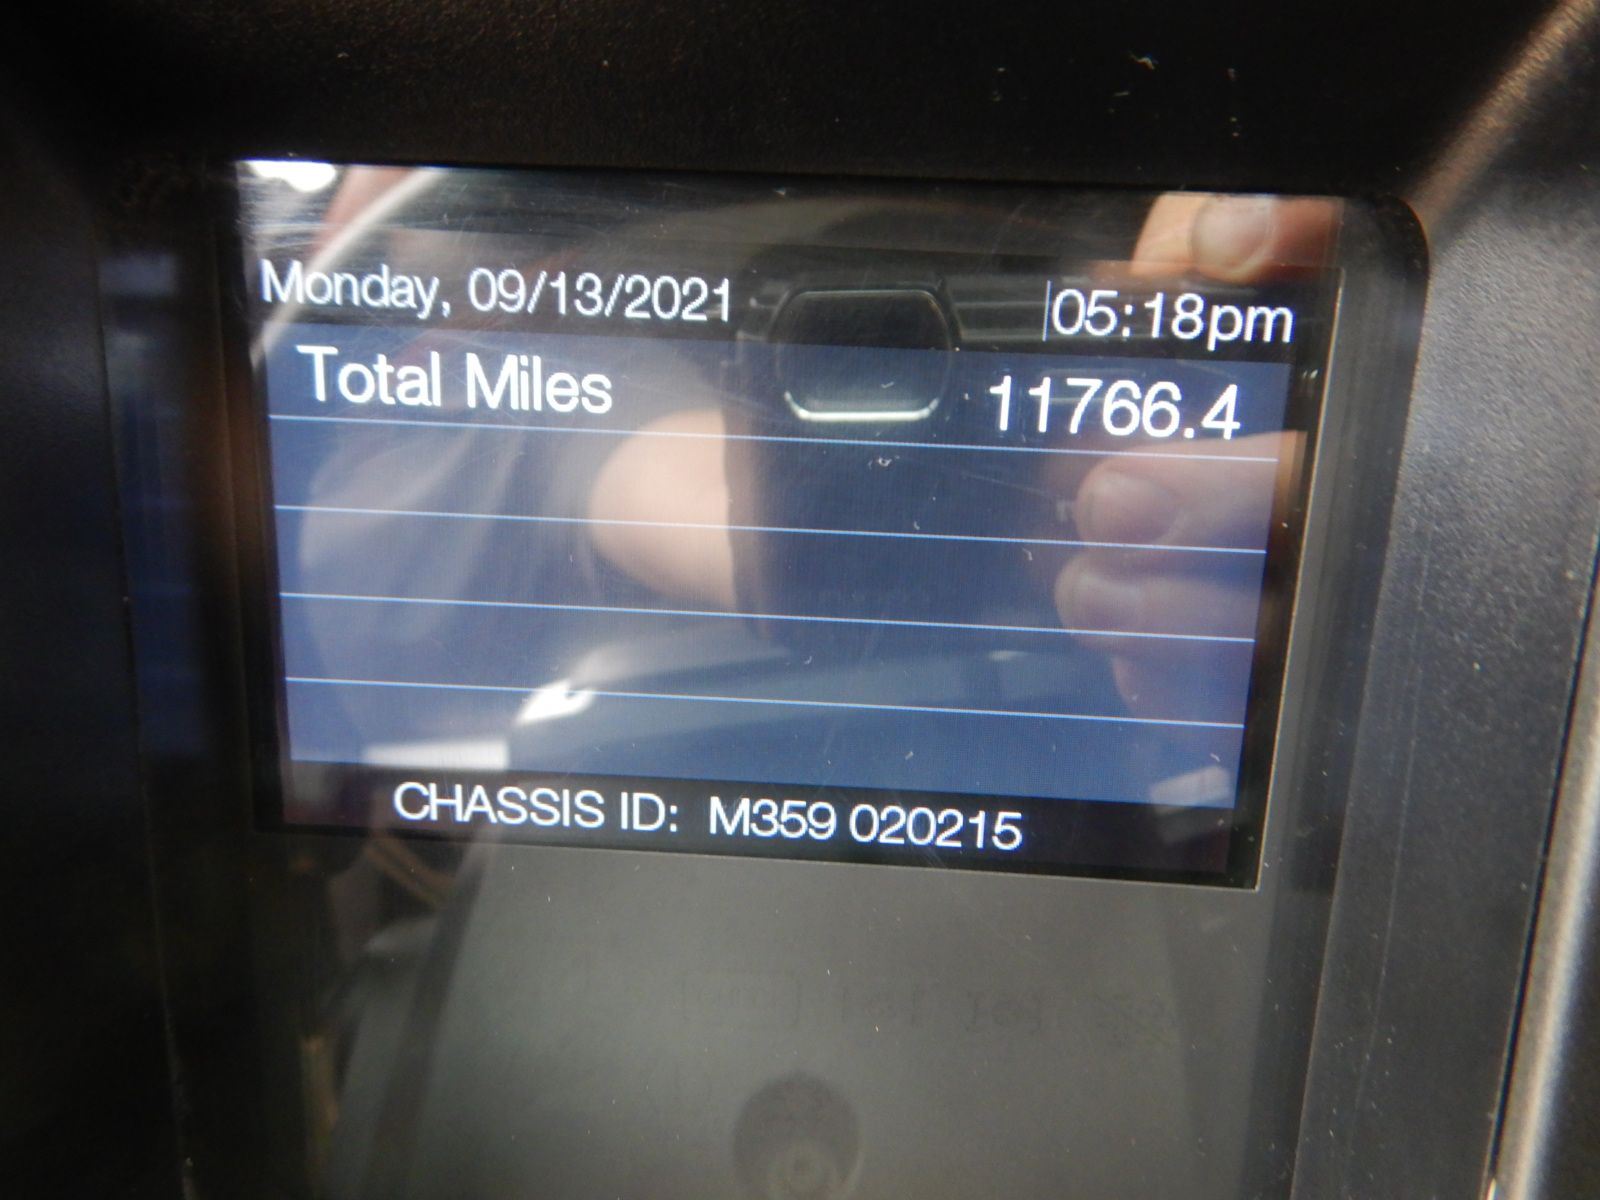 Monday, 09/13/2021 05:18pm
Total Miles 11766.4
CHASSIS ID: M359 020215